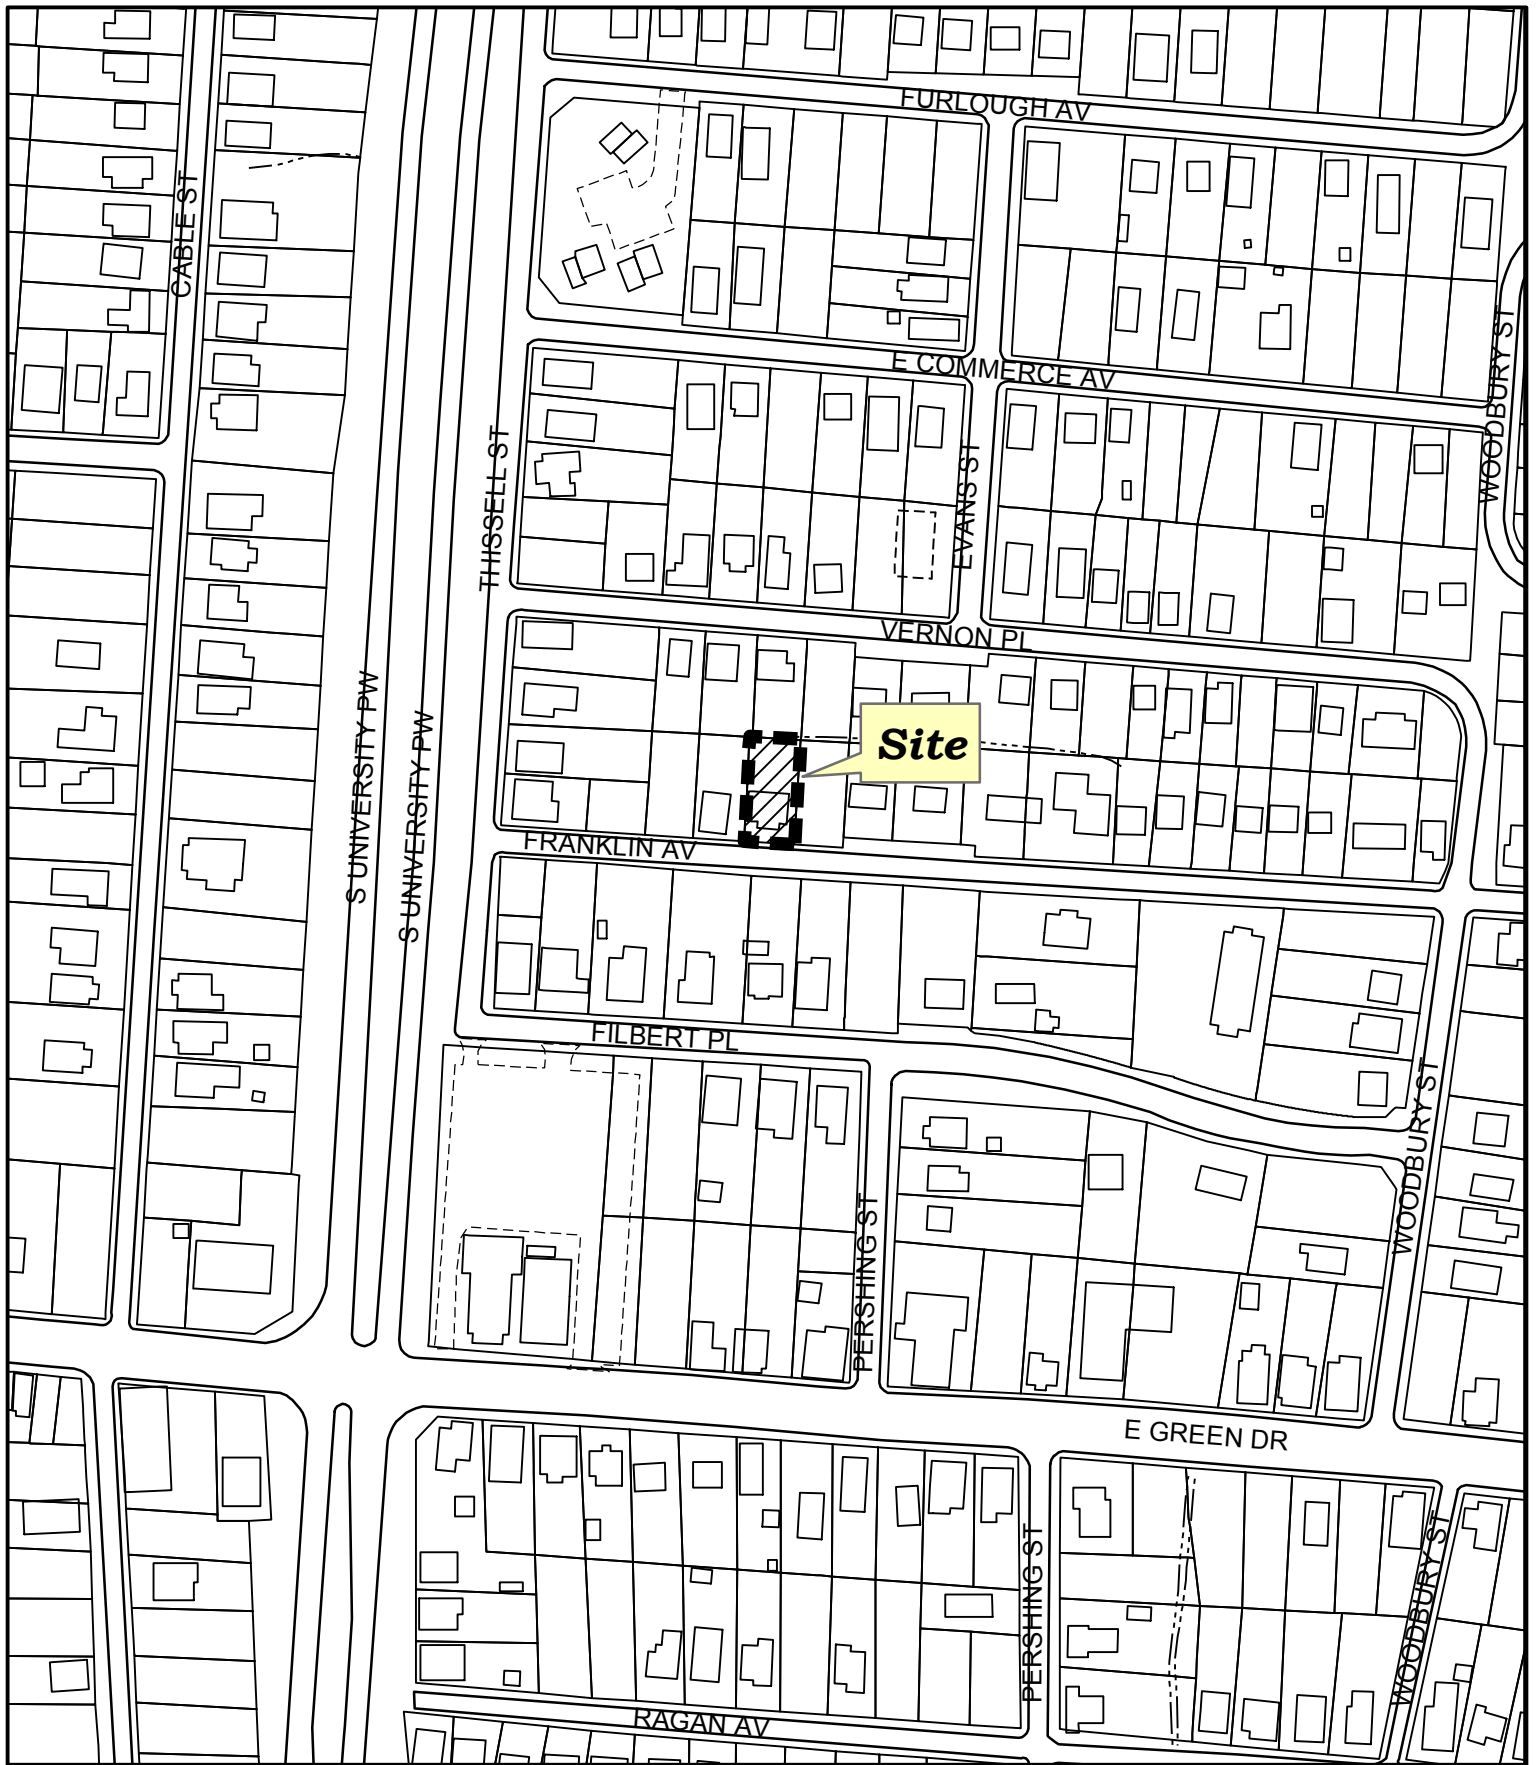 FURLOUGH AV
CABLE ST
E COMMERCE AV
WOODBURY ST
THISSELL ST
EVANS ST
VERNON PL
S UNIVERSITY PW
S UNIVERSITY PW
Site
FRANKLIN AV
FILBERT PL
WOODBURY ST
PERSHING ST
E GREEN DR
PERSHING ST
WOODBURY ST
RAGAN AV